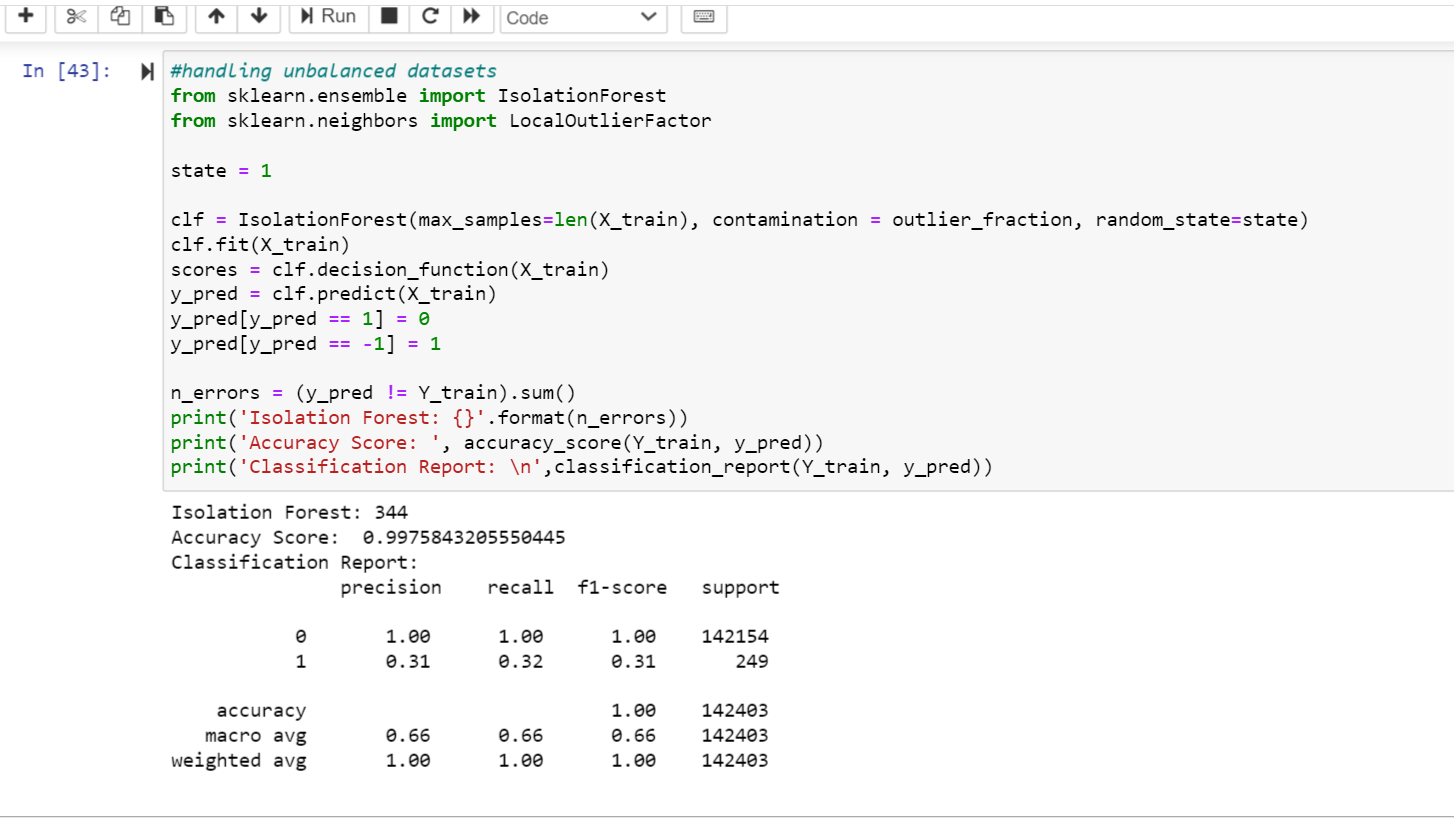 Run
Code
In [43]:
#handling unbalanced datasets
from sklearn.ensemble import IsolationForest
from sklearn.neighbors import LocalOutlierFactor
state = 1
clf = IsolationForest(max_samples=len(X_train), contamination = outlier_fraction, random_state=state)
clf.fit(X_train)
scores = clf.decision_function(X_train)
y_pred = clf.predict(X_train)
y_pred[y_pred == 1] = 0
y_pred[y_pred == -1] = 1
n_errors = (y_pred != Y_train).sum()
print('Isolation Forest: {}'.format(n_errors))
print('Accuracy Score: ', accuracy_score(Y_train, y_pred))
print('Classification Report: \n',classification_report(Y_train, y_pred))
Isolation Forest: 344
Accuracy Score:  0.9975843205550445
Classification Report:
precision recall f1-score support
0 1.00 1.00 1.00 142154
1 0.31 0.32 0.31 249
accuracy 1.00 142403
macro avg 0.66 0.66 0.66 142403
weighted avg 1.00 1.00 1.00 142403